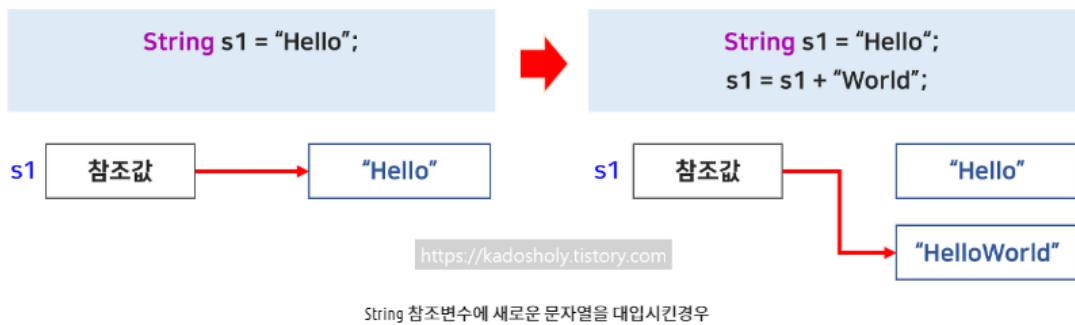 String s1 = “Hello”;
String s1 = “Hello“;
s1 = s1 + “World”;
s1 참조값 “Hello”
s1 참조값 “Hello”
“HelloWorld”
https://kadosholy.tistory.com
String 참조변수에 새로운 문자열을 대입시킨경우